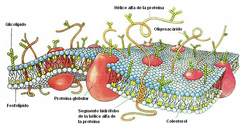 Hélice alfa de la proteína
Glicolípido
Oligosacárido
Fosfolípido
Proteína globular
Segmento hidrófobo
de la hélice alfa de
la proteína
Colesterol